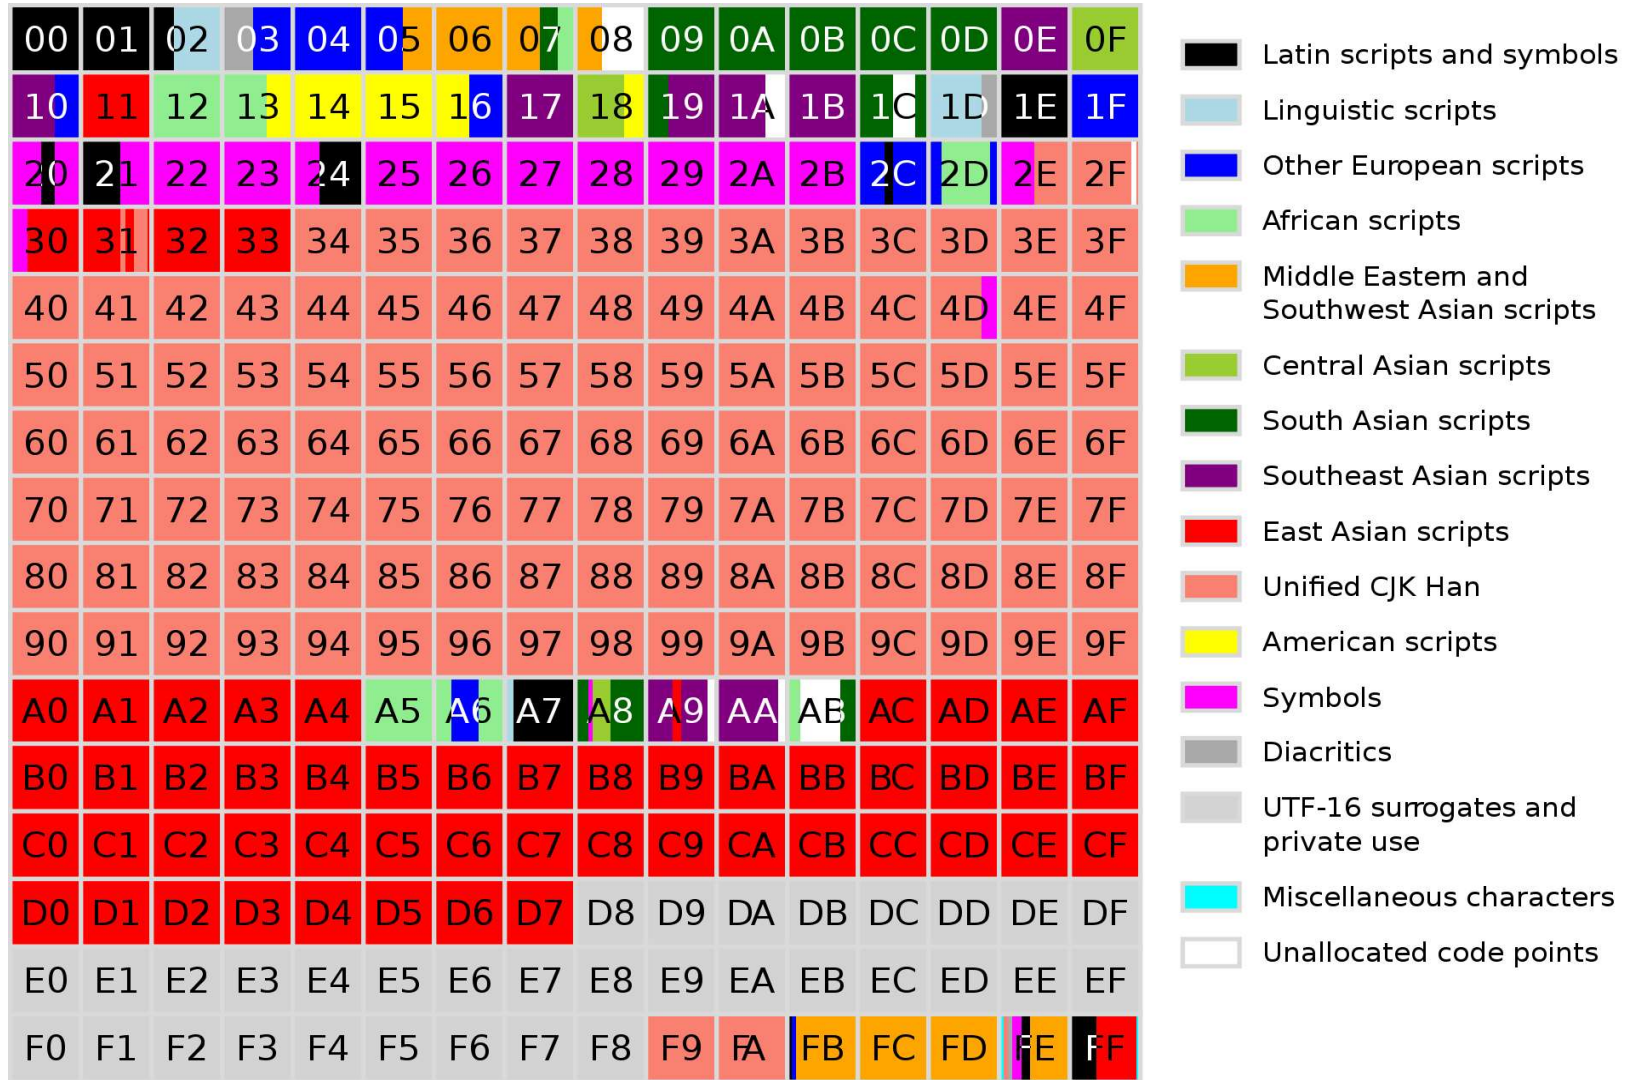 00 01 02 03 04 05 06 07 08 09 0A 0B 0C 0D 0E 0F
10 11 12 13 14 15 16 17 18 19 1A 1B 1C 1D 1E 1F
20 21 22 23 24 25 26 27 28 29 2A 2B 2C 2D 2E 2F
30 31 32 33 34 35 36 37 38 39 3A 3B 3C 3D 3E 3F
40 41 42 43 44 45 46 47 48 49 4A 4B 4C 4D 4E 4F
50 51 52 53 54 55 56 57 58 59 5A 5B 5C 5D 5E 5F
60 61 62 63 64 65 66 67 68 69 6A 6B 6C 6D 6E 6F
70 71 72 73 74 75 76 77 78 79 7A 7B 7C 7D 7E 7F
80 81 82 83 84 85 86 87 88 89 8A 8B 8C 8D 8E 8F
90 91 92 93 94 95 96 97 98 99 9A 9B 9C 9D 9E 9F
A0 A1 A2 A3 A4 A5 A6 A7 A8 A9 AA AB AC AD AE AF
B0 B1 B2 B3 B4 B5 B6 B7 B8 B9 BA BB BC BD BE BF
C0 C1 C2 C3 C4 C5 C6 C7 C8 C9 CA CB CC CD CE CF
D0 D1 D2 D3 D4 D5 D6 D7 D8 D9 DA DB DC DD DE DF
E0 E1 E2 E3 E4 E5 E6 E7 E8 E9 EA EB EC ED EE EF
F0 F1 F2 F3 F4 F5 F6 F7 F8 F9 FA FB FC FD FE FF
Latin scripts and symbols
Linguistic scripts
Other European scripts
African scripts
Middle Eastern and
Southwest Asian scripts
Central Asian scripts
South Asian scripts
Southeast Asian scripts
East Asian scripts
Unified CJK Han
American scripts
Symbols
Diacritics
UTF-16 surrogates and
private use
Miscellaneous characters
Unallocated code points